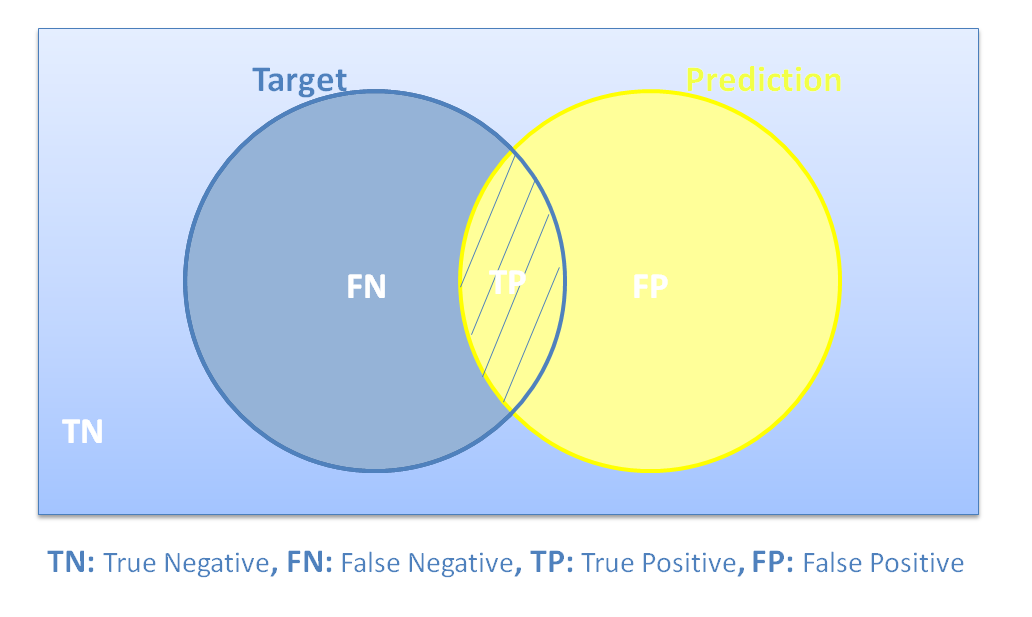 Target
Prediction
FN
TP
FP
TN
TN: True Negative, FN: False Negative, TP: True Positive, FP: False Positive